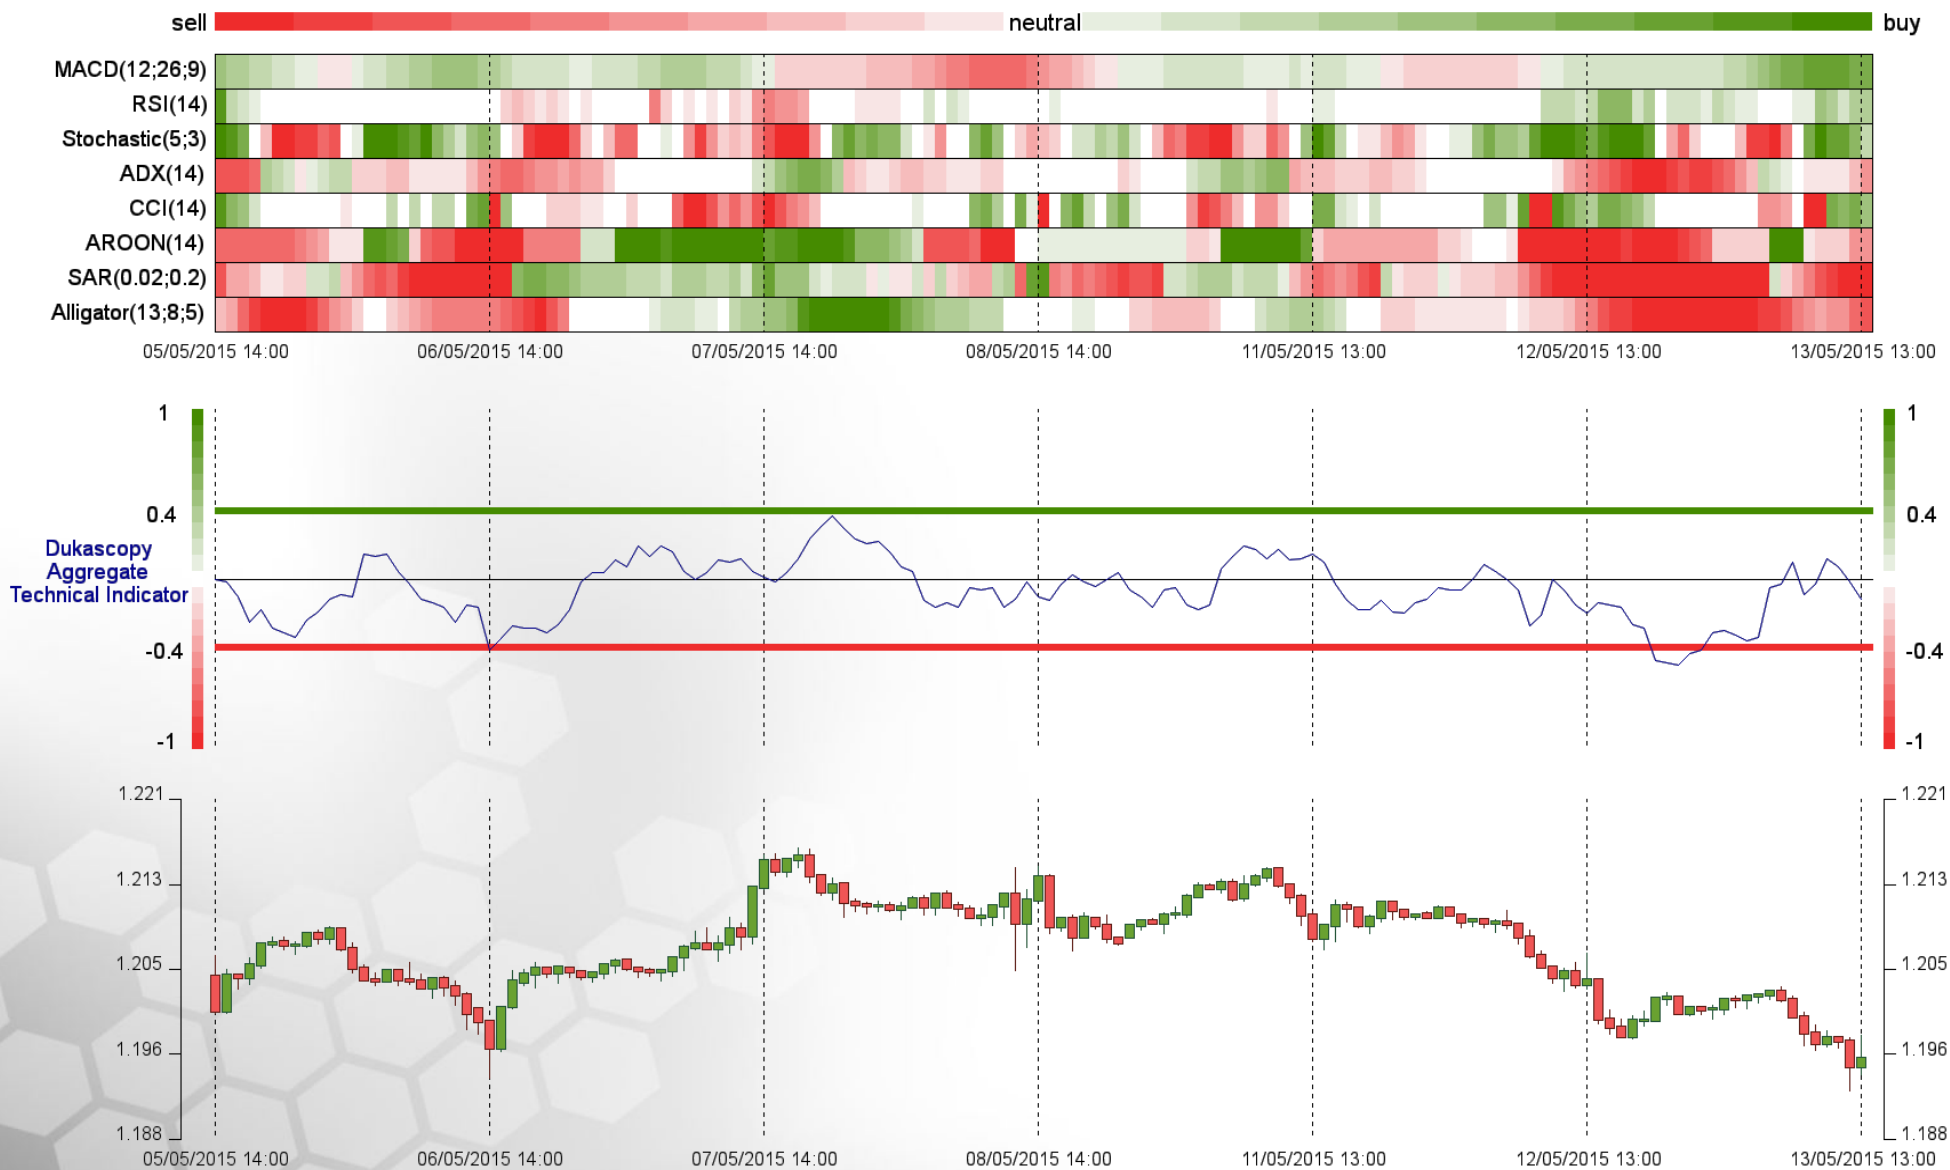 sell neutral buy
MACD(12;26;9)
RSI(14)
Stochastic(5;3)
ADX(14)
CCI(14)
AROON(14)
SAR(0.02;0.2)
Alligator(13;8;5)
05/05/2015 14:00 06/05/2015 14:00 07/05/2015 14:00 08/05/2015 14:00 11/05/2015 13:00 12/05/2015 13:00 13/05/2015 13:00
1 1
0.4 0.4
Dukascopy
Aggregate
Technical Indicator
-0.4 -0.4
-1 -1
1.221 1.221
1.213 1.213
1.205 1.205
1.196 1.196
1.188 1.188
05/05/2015 14:00 06/05/2015 14:00 07/05/2015 14:00 08/05/2015 14:00 11/05/2015 13:00 12/05/2015 13:00 13/05/2015 13:00